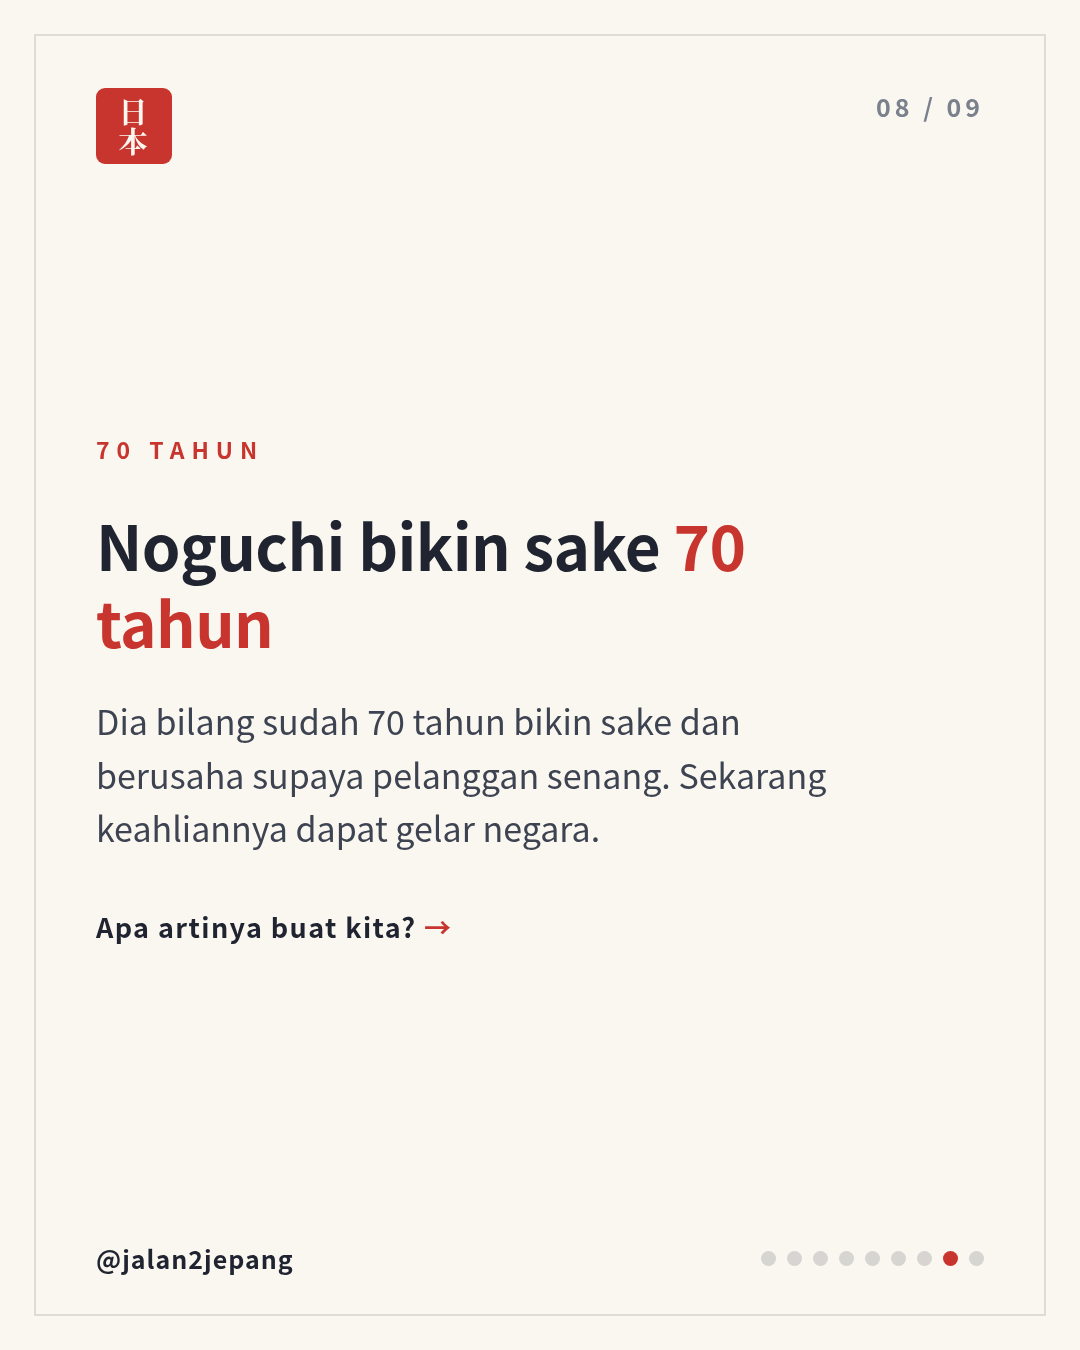 日本
08 / 09
70 TAHUN
Noguchi bikin sake 70
tahun
Dia bilang sudah 70 tahun bikin sake dan
berusaha supaya pelanggan senang. Sekarang
keahliannya dapat gelar negara.
Apa artinya buat kita? →
@jalan2jepang